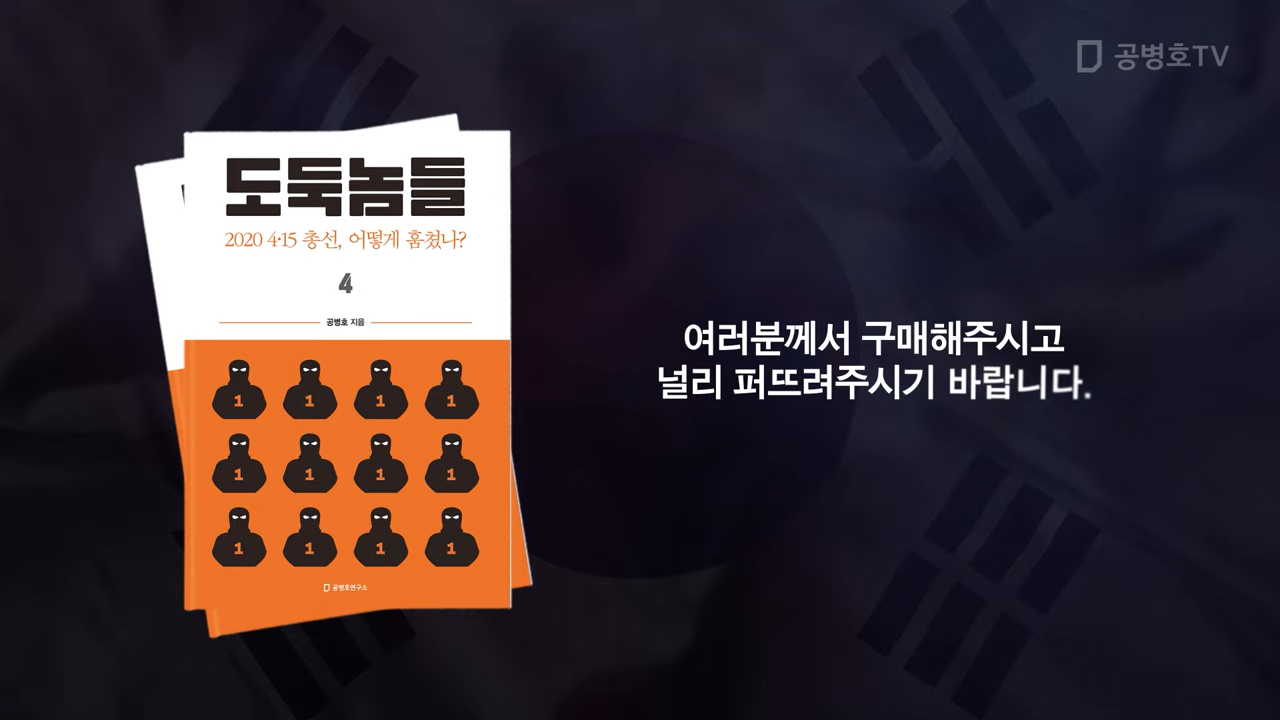 공병호TV
도둑놈들
2020 4·15 총선, 어떻게 훔쳤나?
4
공병호 지음
1 1 1 1
1 1 1 1
1 1 1 1
공병호연구소
여러분께서 구매해주시고
널리 퍼뜨려주시기 바랍니다.